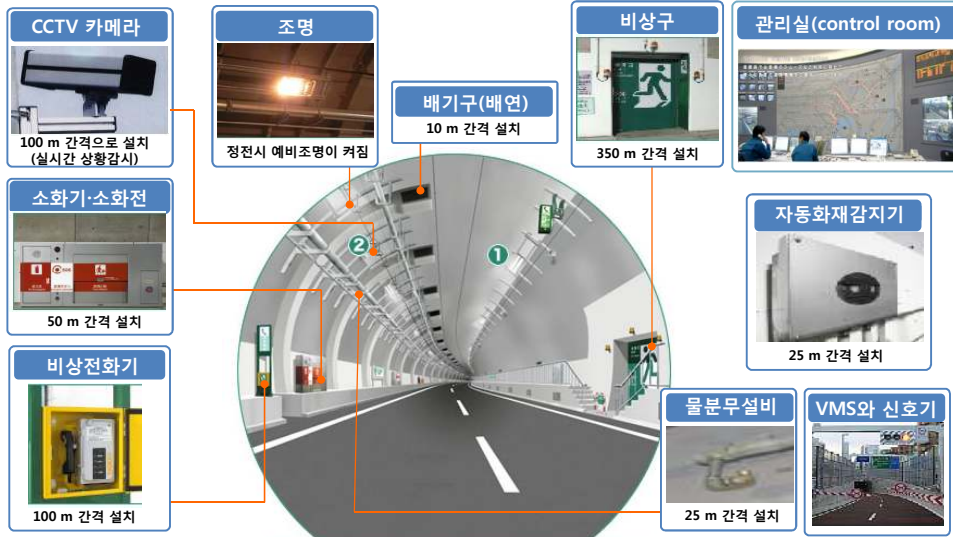 CCTV 카메라
100 m 간격으로 설치
(실시간 상황감시)
조명
정전시 예비조명이 켜짐
배기구(배연)
10 m 간격 설치
비상구
350 m 간격 설치
관리실(control room)
소화기·소화전
50 m 간격 설치
자동화재감지기
25 m 간격 설치
비상전화기
100 m 간격 설치
물분무설비
25 m 간격 설치
VMS와 신호기
②
①